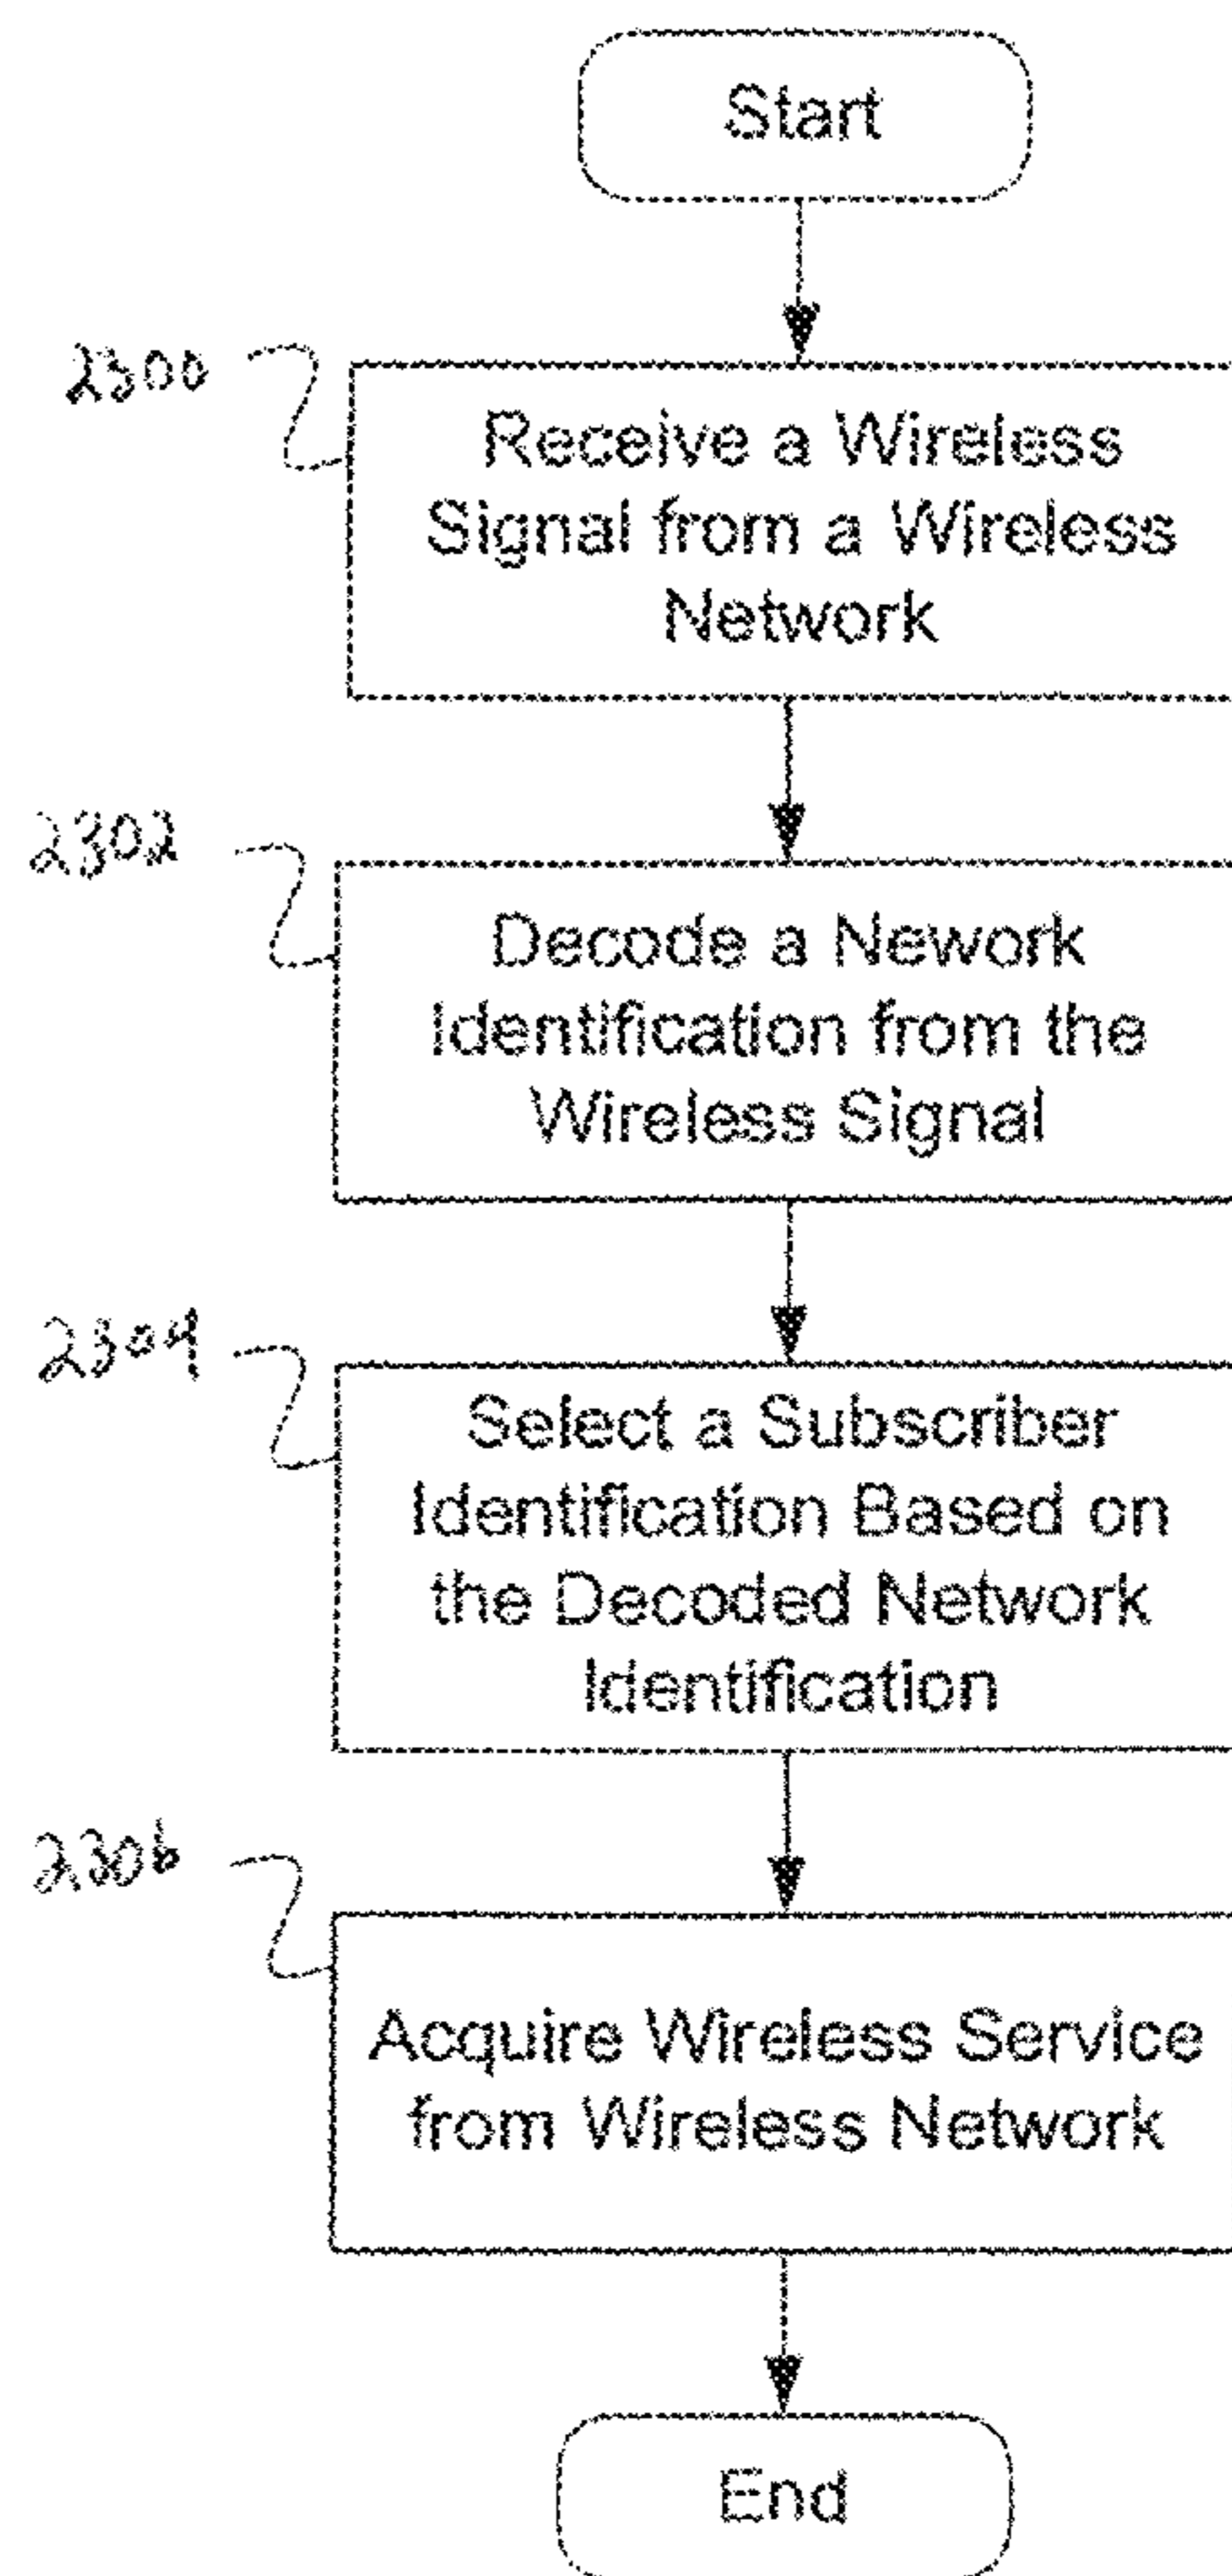 Start
2300
Receive a Wireless
Signal from a Wireless
Network
2302
Decode a Nework
Identification from the
Wireless Signal
2304
Select a Subscriber
Identification Based on
the Decoded Network
Identification
2306
Acquire Wireless Service
from Wireless Network
End